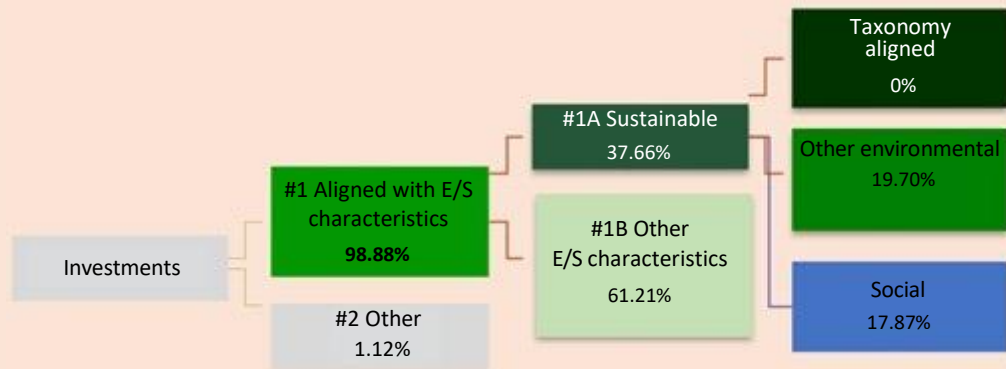 Investments
#1 Aligned with E/S
characteristics
98.88%
#2 Other
1.12%
#1A Sustainable
37.66%
#1B Other
E/S characteristics
61.21%
Taxonomy
aligned
0%
Other environmental
19.70%
Social
17.87%